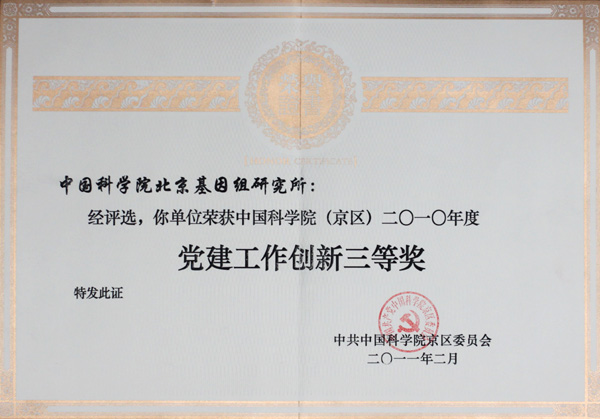 中国科学院北京基因组研究所：
经评选，你单位荣获中国科学院（京区）二〇一〇年度
党建工作创新三等奖
特发此证
中共中国科学院京区委员会
二〇一一年二月